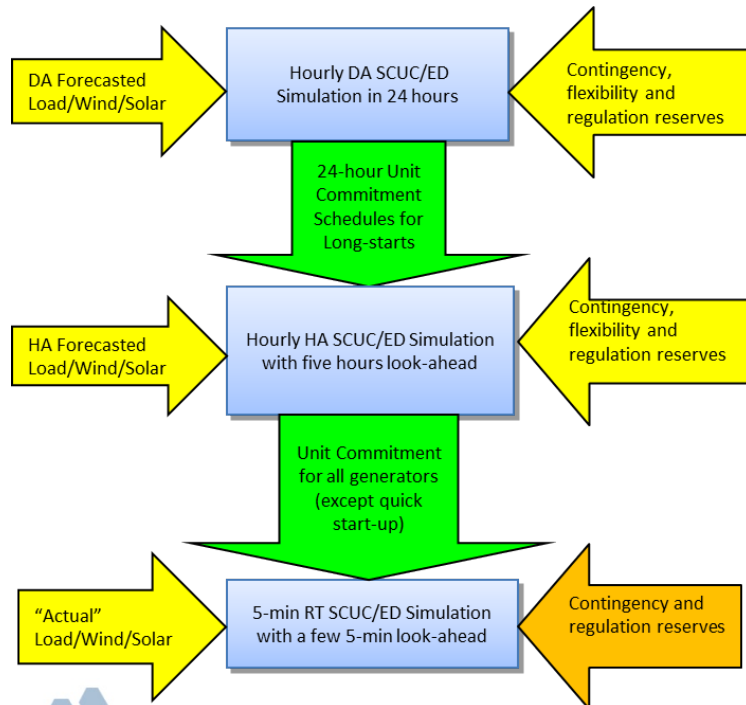 DA Forecasted
Load/Wind/Solar
Hourly DA SCUC/ED
Simulation in 24 hours
Contingency,
flexibility and
regulation reserves
24-hour Unit
Commitment
Schedules for
Long-starts
HA Forecasted
Load/Wind/Solar
Hourly HA SCUC/ED Simulation
with five hours look-ahead
Contingency,
flexibility and
regulation reserves
Unit Commitment
for all generators
(except quick
start-up)
“Actual”
Load/Wind/Solar
5-min RT SCUC/ED Simulation
with a few 5-min look-ahead
Contingency and
regulation reserves